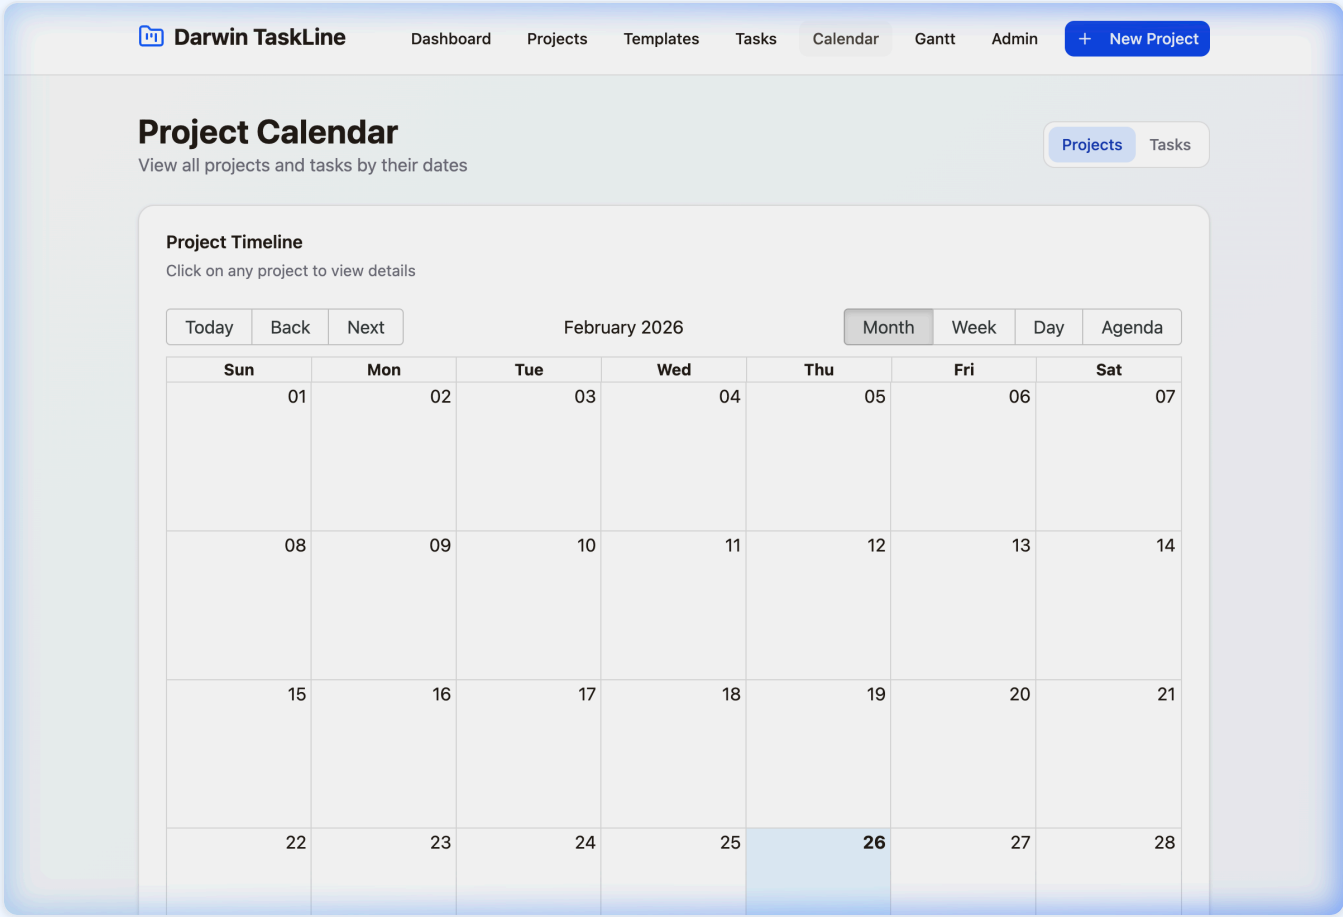 Darwin TaskLine Dashboard Projects Templates Tasks Calendar Gantt Admin + New Project
Project Calendar
View all projects and tasks by their dates
Projects Tasks
Project Timeline
Click on any project to view details
Today Back Next February 2026 Month Week Day Agenda
Sun Mon Tue Wed Thu Fri Sat
01 02 03 04 05 06 07
08 09 10 11 12 13 14
15 16 17 18 19 20 21
22 23 24 25 26 27 28